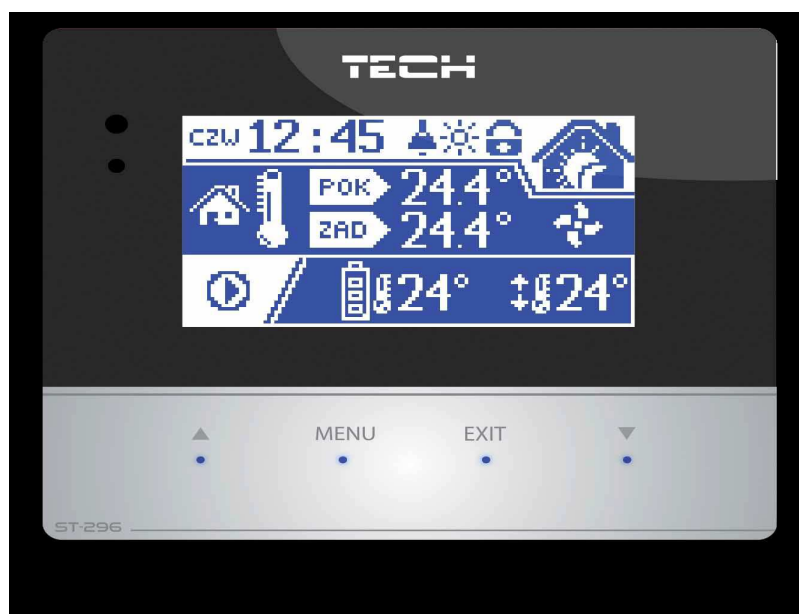 TECH
CZW 12:45
POK 24.4°
ZAD 24.4°
24° 24°
MENU EXIT
ST-296